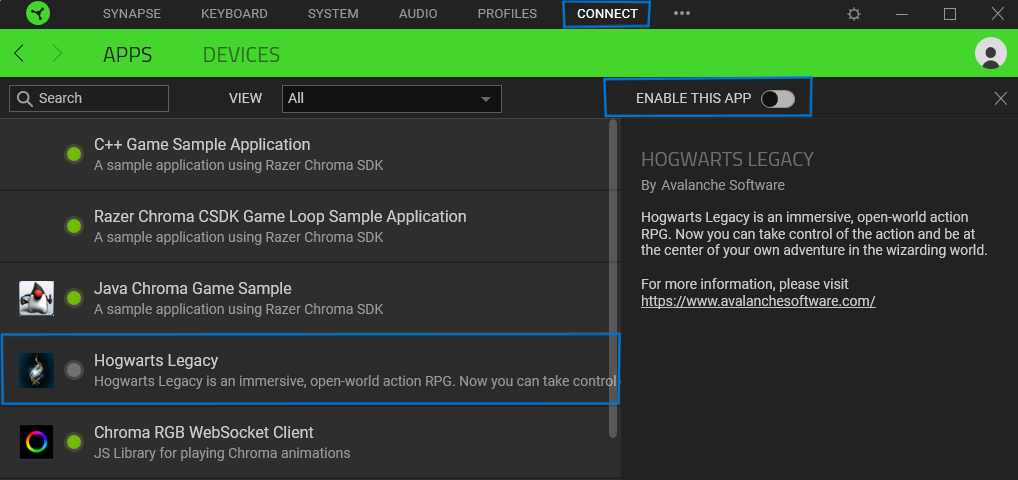 SYNAPSE KEYBOARD SYSTEM AUDIO PROFILES CONNECT
APPS DEVICES
Search VIEW All ENABLE THIS APP
C++ Game Sample Application
A sample application using Razer Chroma SDK
Razer Chroma CSDK Game Loop Sample Application
A sample application using Razer Chroma SDK
Java Chroma Game Sample
A sample application using Razer Chroma SDK
Hogwarts Legacy
Hogwarts Legacy is an immersive, open-world action RPG. Now you can take control
Chroma RGB WebSocket Client
JS Library for playing Chroma animations
HOGWARTS LEGACY
By Avalanche Software
Hogwarts Legacy is an immersive, open-world action
RPG. Now you can take control of the action and be at
the center of your own adventure in the wizarding world.
For more information, please visit
https://www.avalanchesoftware.com/